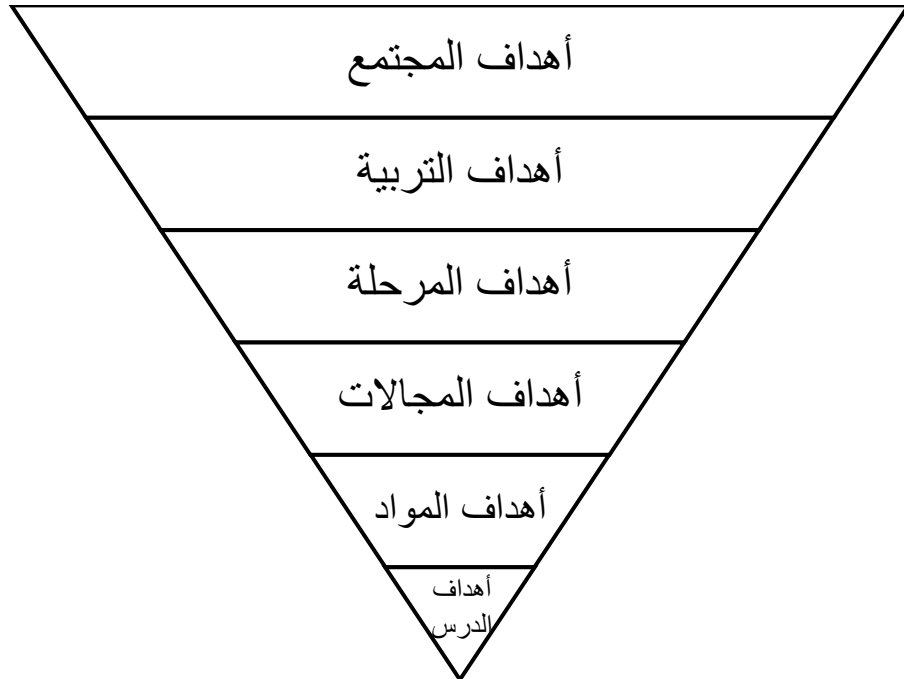 أهداف المجتمع
أهداف التربية
أهداف المرحلة
أهداف المجالات
أهداف المواد
أهداف
الدرس